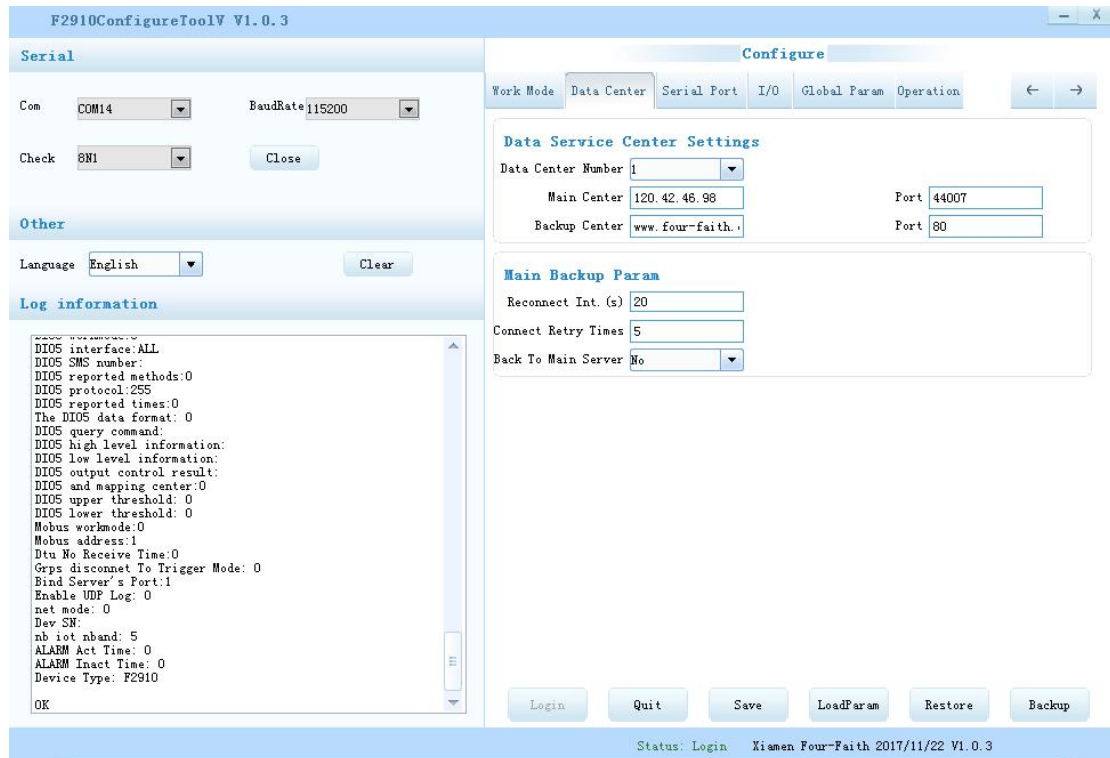 F2910ConfigureToolV V1.0.3
Serial
Com COM14 BaudRate 115200
Check 8N1 Close
Other
Language English Clear
Log information
DIO5 interface:ALL
DIO5 SMS number:
DIO5 reported methods:0
DIO5 protocol:255
DIO5 reported times:0
The DIO5 data format: 0
DIO5 query command:
DIO5 high level information:
DIO5 low level information:
DIO5 output control result:
DIO5 and mapping center:0
DIO5 upper threshold: 0
DIO5 lower threshold: 0
Mobus workmode:0
Mobus address:1
Dtu No Receive Time:0
Grps disconnet To Trigger Mode: 0
Bind Server's Port:1
Enable UDP Log: 0
net mode: 0
Dev SN:
nb iot nband: 5
ALARM Act Time: 0
ALARM Inact Time: 0
Device Type: F2910
OK
Configure
Work Mode Data Center Serial Port I/O Global Param Operation ← →
Data Service Center Settings
Data Center Number 1
Main Center 120.42.46.98 Port 44007
Backup Center www.four-faith. Port 80
Main Backup Param
Reconnect Int.(s) 20
Connect Retry Times 5
Back To Main Server No
Login Quit Save LoadParam Restore Backup
Status: Login Xiamen Four-Faith 2017/11/22 V1.0.3